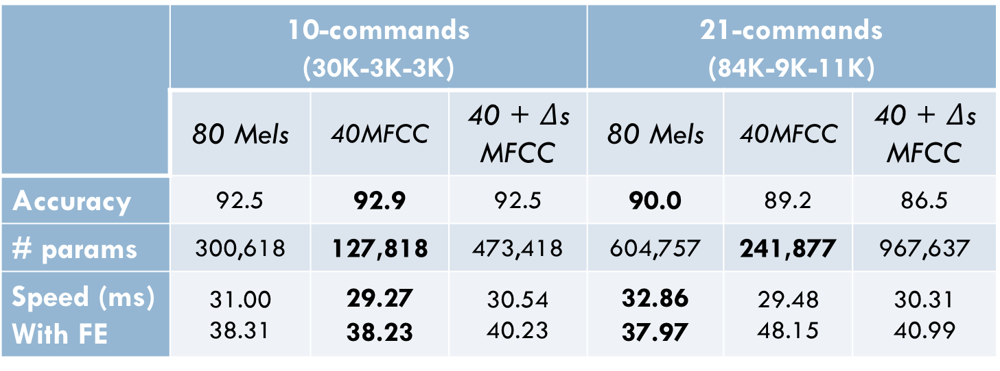 10-commands
(30K-3K-3K)
21-commands
(84K-9K-11K)
80 Mels
40MFCC
40 + Δs
MFCC
80 Mels
40MFCC
40 + Δs
MFCC
Accuracy 92.5 92.9 92.5 90.0 89.2 86.5
# params 300,618 127,818 473,418 604,757 241,877 967,637
Speed (ms) 31.00 29.27 30.54 32.86 29.48 30.31
With FE 38.31 38.23 40.23 37.97 48.15 40.99